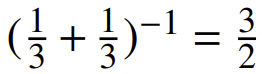 (1/3 + 1/3)⁻¹ = 3/2